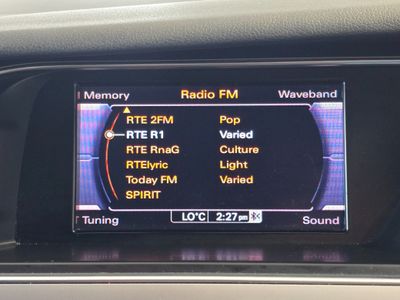 Memory Radio FM Waveband
RTE 2FM Pop
RTE R1 Varied
RTE RnaG Culture
RTElyric Light
Today FM Varied
SPIRIT
Tuning LO°C 2:27 pm Sound